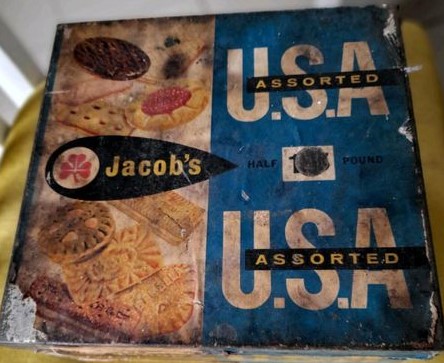 U.S.A
ASSORTED
Jacob's
HALF POUND
U.S.A
ASSORTED